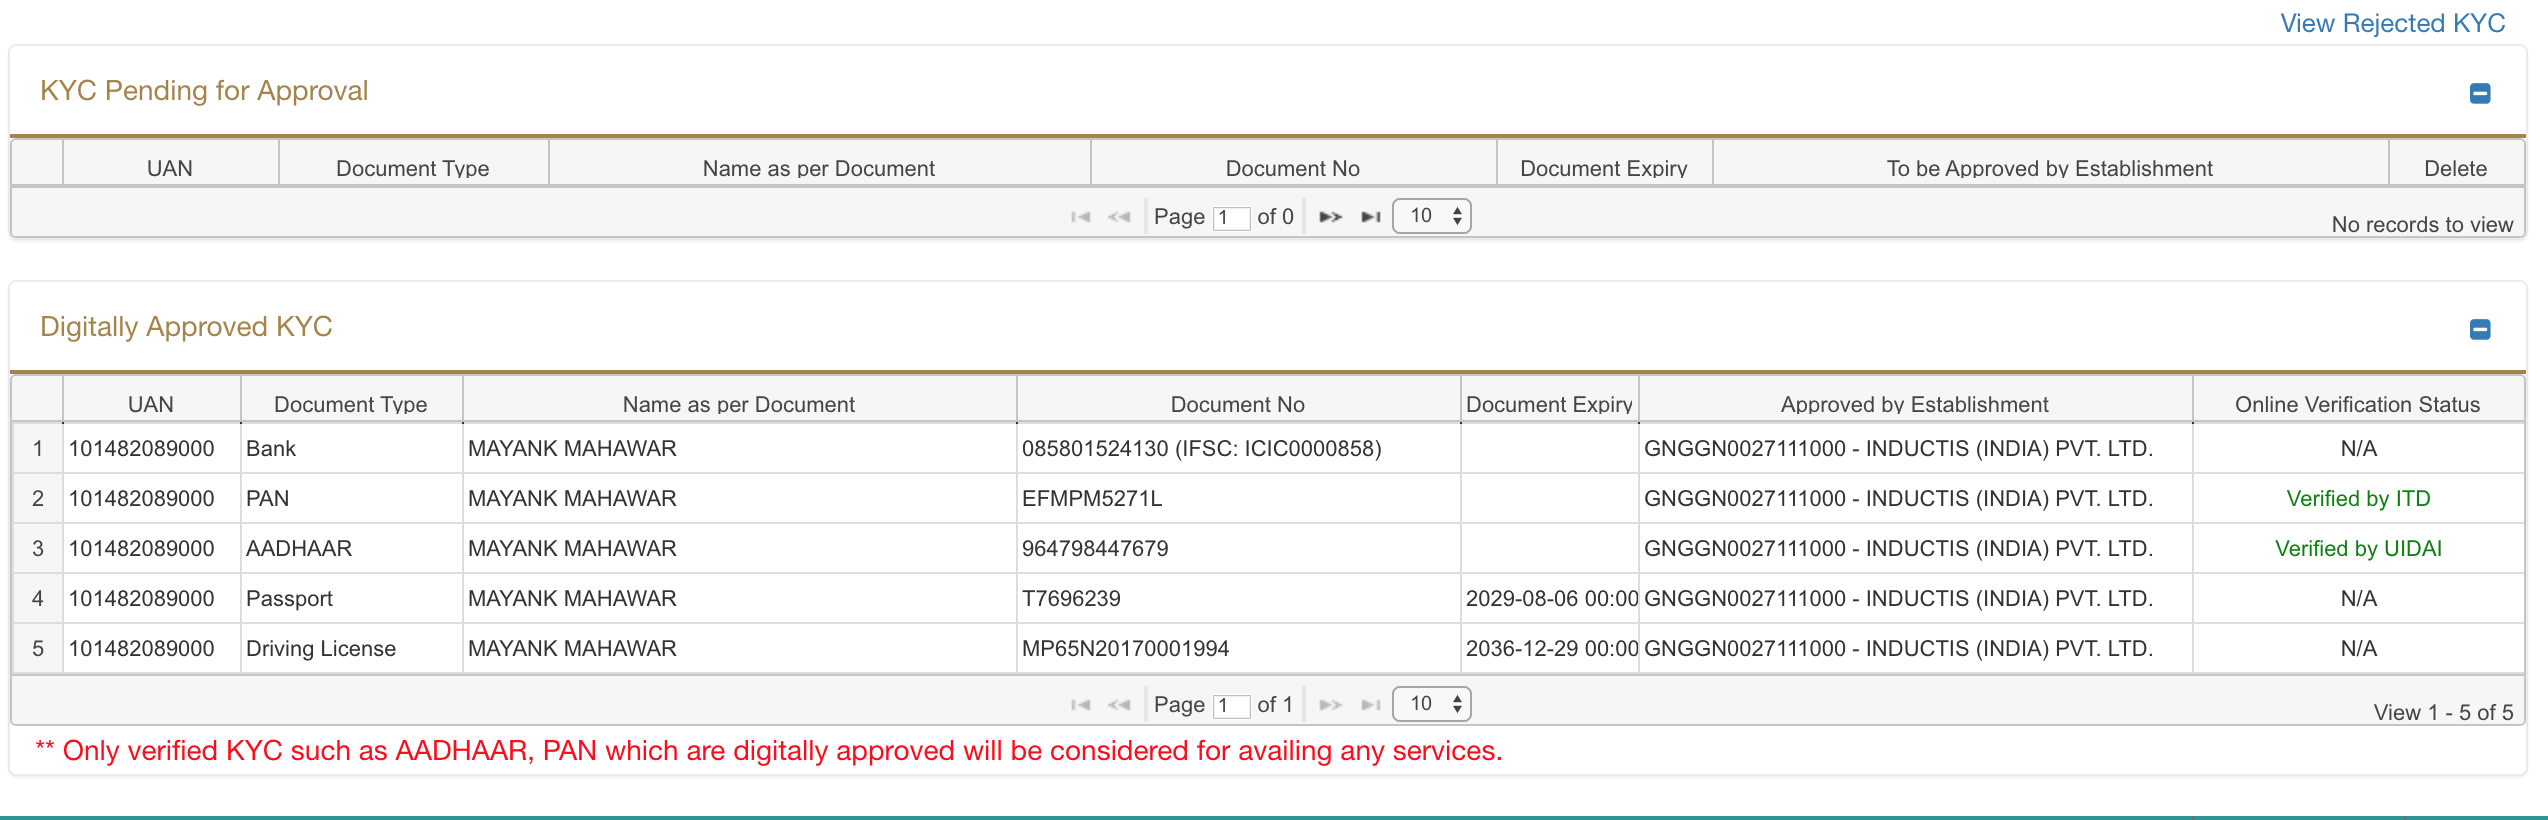 View Rejected KYC
KYC Pending for Approval
UAN Document Type Name as per Document Document No Document Expiry To be Approved by Establishment Delete
Page 1 of 0 10 No records to view
Digitally Approved KYC
UAN Document Type Name as per Document Document No Document Expiry Approved by Establishment Online Verification Status
1 101482089000 Bank MAYANK MAHAWAR 085801524130 (IFSC: ICIC0000858) GNGGN0027111000 - INDUCTIS (INDIA) PVT. LTD. N/A
2 101482089000 PAN MAYANK MAHAWAR EFMPM5271L GNGGN0027111000 - INDUCTIS (INDIA) PVT. LTD. Verified by ITD
3 101482089000 AADHAAR MAYANK MAHAWAR 964798447679 GNGGN0027111000 - INDUCTIS (INDIA) PVT. LTD. Verified by UIDAI
4 101482089000 Passport MAYANK MAHAWAR T7696239 2029-08-06 00:00 GNGGN0027111000 - INDUCTIS (INDIA) PVT. LTD. N/A
5 101482089000 Driving License MAYANK MAHAWAR MP65N20170001994 2036-12-29 00:00 GNGGN0027111000 - INDUCTIS (INDIA) PVT. LTD. N/A
Page 1 of 1 10 View 1 - 5 of 5
** Only verified KYC such as AADHAAR, PAN which are digitally approved will be considered for availing any services.